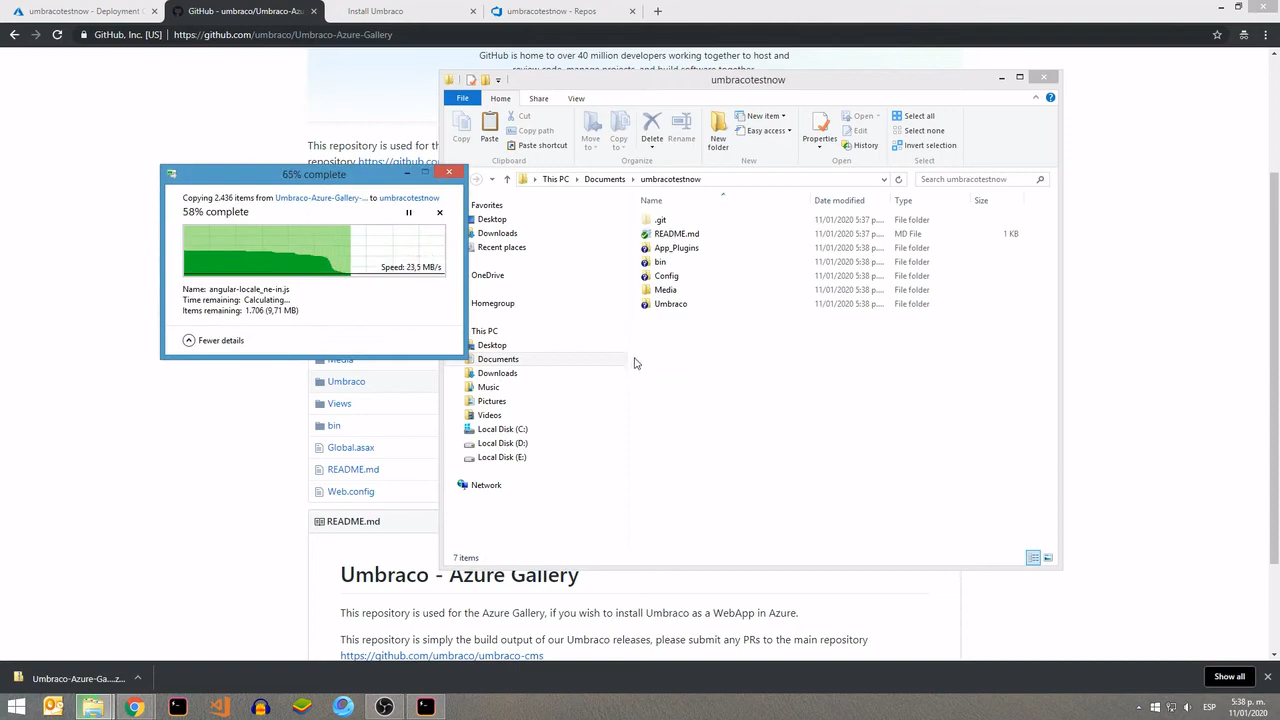 umbracotestnow - Deployment C
GitHub - umbraco/Umbraco-Az
Install Umbraco
umbracotestnow - Repos
GitHub, Inc. [US]
https://github.com/umbraco/Umbraco-Azure-Gallery
GitHub is home to over 40 million developers working together to host and
review code, manage projects, and build software together.
This repository is used for the
repository https://github.com
umbracotestnow
File
Home
Share
View
Copy
Paste
Cut
Copy path
Paste shortcut
Clipboard
Move to
Copy to
Delete
Rename
Organize
New folder
New item
Easy access
New
Properties
Open
Edit
History
Open
Select all
Select none
Invert selection
Select
This PC
Documents
umbracotestnow
Search umbracotestnow
Name
Date modified
Type
Size
.git 11/01/2020 5:37 p.... File folder
README.md 11/01/2020 5:37 p.... MD File 1 KB
App_Plugins 11/01/2020 5:38 p.... File folder
bin 11/01/2020 5:38 p.... File folder
Config 11/01/2020 5:38 p.... File folder
Media 11/01/2020 5:38 p.... File folder
Umbraco 11/01/2020 5:38 p.... File folder
Favorites
Desktop
Downloads
Recent places
OneDrive
Homegroup
This PC
Desktop
Documents
Downloads
Music
Pictures
Videos
Local Disk (C:)
Local Disk (D:)
Local Disk (E:)
Network
7 items
65% complete
Copying 2.436 items from Umbraco-Azure-Gallery-... to umbracotestnow
58% complete
Speed: 23,5 MB/s
Name: angular-locale_ne-in.js
Time remaining: Calculating...
Items remaining: 1.706 (9,71 MB)
Fewer details
Media
Umbraco
Views
bin
Global.asax
README.md
Web.config
README.md
Umbraco - Azure Gallery
This repository is used for the Azure Gallery, if you wish to install Umbraco as a WebApp in Azure.
This repository is simply the build output of our Umbraco releases, please submit any PRs to the main repository
https://github.com/umbraco/umbraco-cms
Umbraco-Azure-Ga....z...
Show all
ESP
5:38 p. m.
11/01/2020